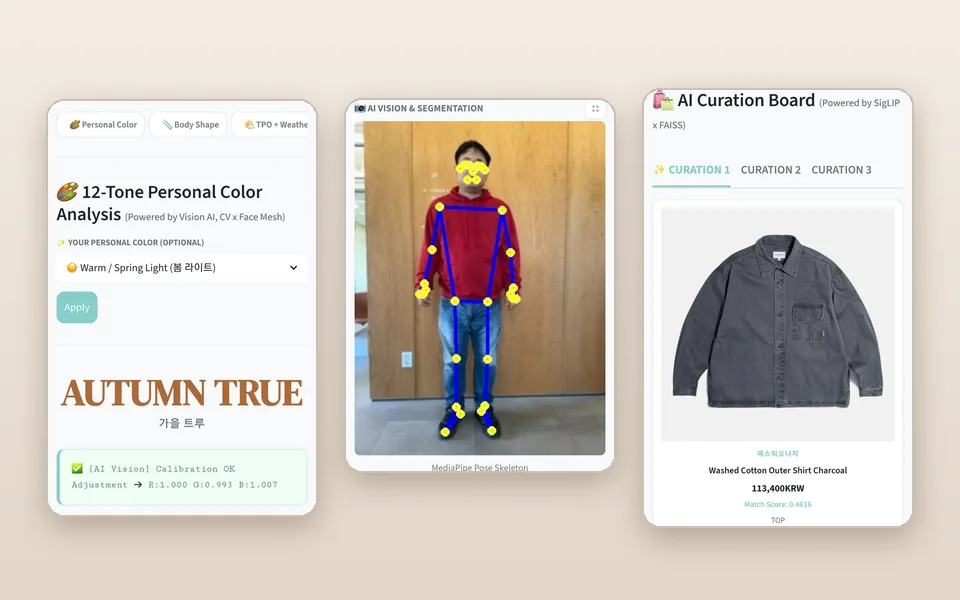 🎨 Personal Color
📏 Body Shape
🌤️ TPO + Weathe
🎨 12-Tone Personal Color
Analysis (Powered by Vision AI, CV x Face Mesh)
✨ YOUR PERSONAL COLOR (OPTIONAL)
☀️ Warm / Spring Light (봄 라이트)
Apply
AUTUMN TRUE
가을 트루
✅ [AI Vision] Calibration OK
Adjustment ➔ R:1.000 G:0.993 B:1.007
📷 AI VISION & SEGMENTATION
MediaPipe Pose Skeleton
🛍️ AI Curation Board (Powered by SigLIP
x FAISS)
✨ CURATION 1
CURATION 2
CURATION 3
에스피오나지
Washed Cotton Outer Shirt Charcoal
113,400KRW
Match Score: 0.4616
TOP